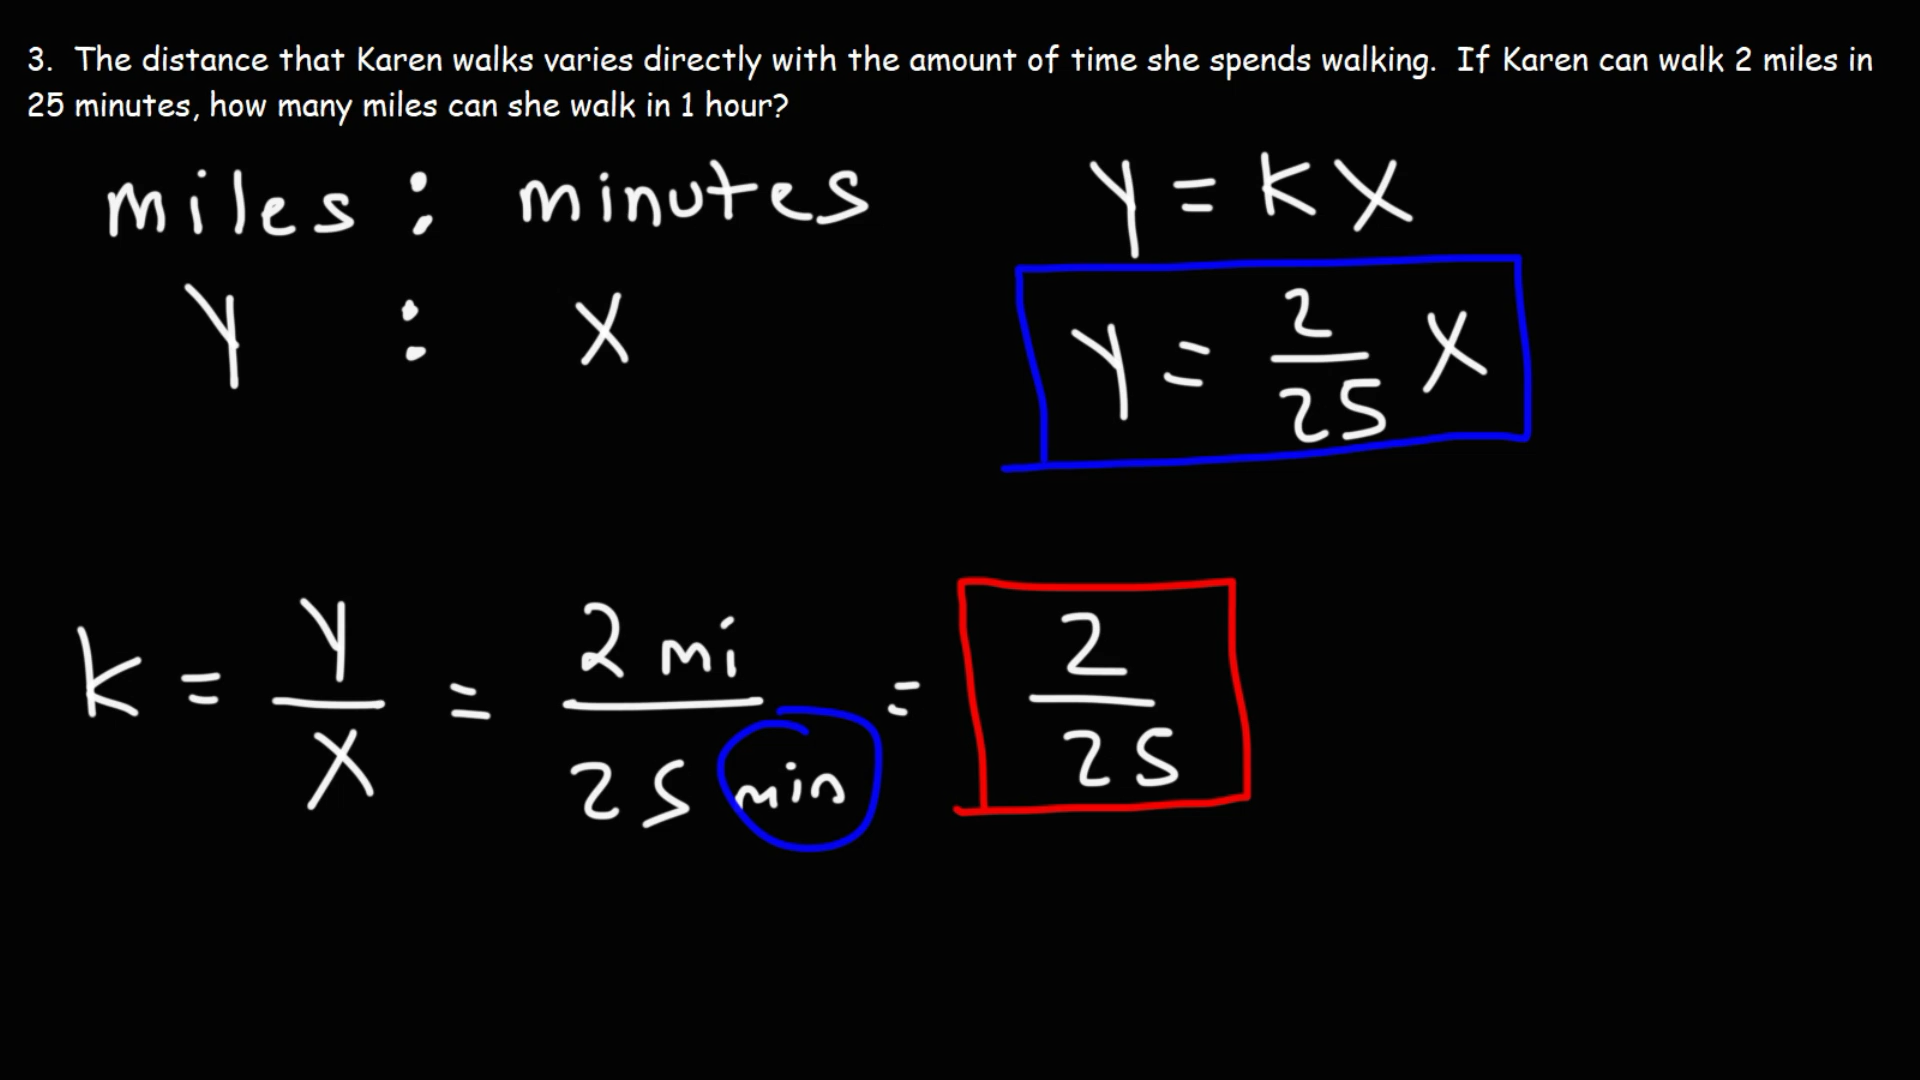 3. The distance that Karen walks varies directly with the amount of time she spends walking. If Karen can walk 2 miles in
25 minutes, how many miles can she walk in 1 hour?
miles : minutes
Y : X
Y = KX
Y = 2/25 X
K = Y/X = 2 mi/25 min = 2/25